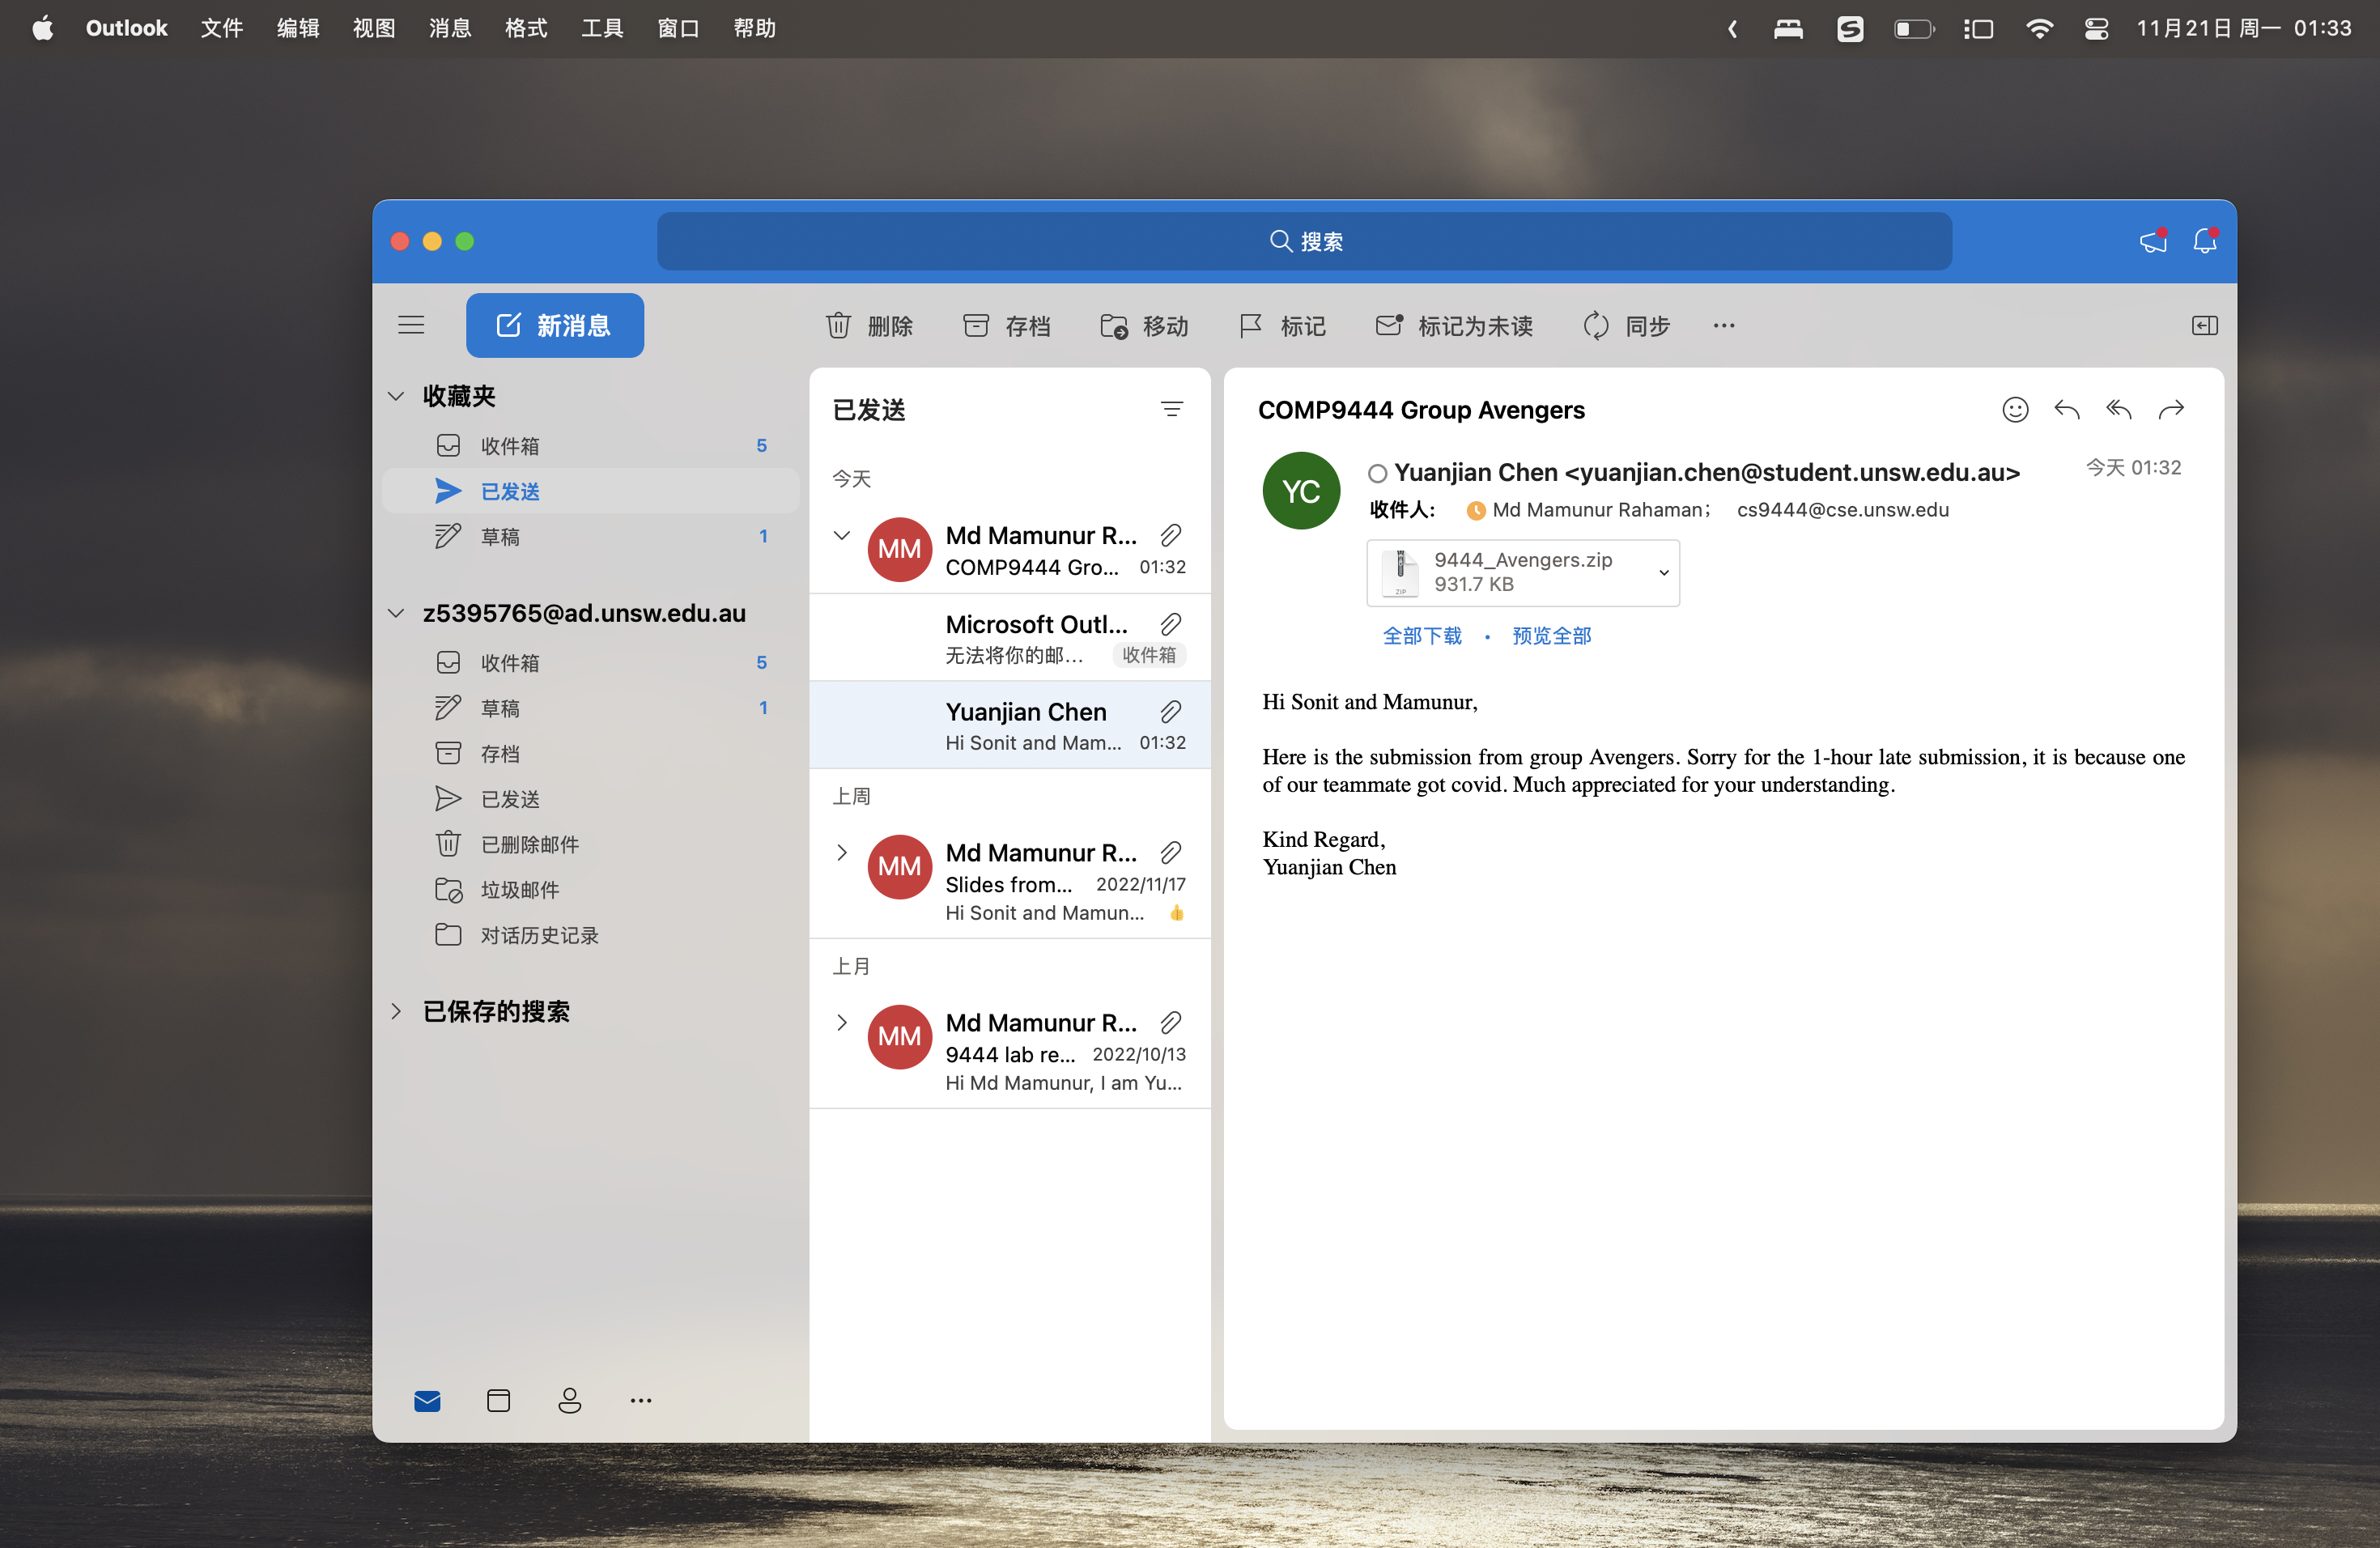 Outlook 文件 编辑 视图 消息 格式 工具 窗口 帮助 11月21日 周一 01:33
搜索
新消息 删除 存档 移动 标记 标记为未读 同步
收藏夹
收件箱 5
已发送
草稿 1
z5395765@ad.unsw.edu.au
收件箱 5
草稿 1
存档
已发送
已删除邮件
垃圾邮件
对话历史记录
已保存的搜索
已发送
今天
MM Md Mamunur R...
COMP9444 Gro... 01:32
Microsoft Outl...
无法将你的邮... 收件箱
Yuanjian Chen
Hi Sonit and Mam... 01:32
上周
MM Md Mamunur R...
Slides from... 2022/11/17
Hi Sonit and Mamun...
上月
MM Md Mamunur R...
9444 lab re... 2022/10/13
Hi Md Mamunur, I am Yu...
COMP9444 Group Avengers
YC Yuanjian Chen <yuanjian.chen@student.unsw.edu.au> 今天 01:32
收件人: Md Mamunur Rahaman; cs9444@cse.unsw.edu
9444_Avengers.zip
931.7 KB
ZIP
全部下载 • 预览全部
Hi Sonit and Mamunur,
Here is the submission from group Avengers. Sorry for the 1-hour late submission, it is because one
of our teammate got covid. Much appreciated for your understanding.
Kind Regard,
Yuanjian Chen